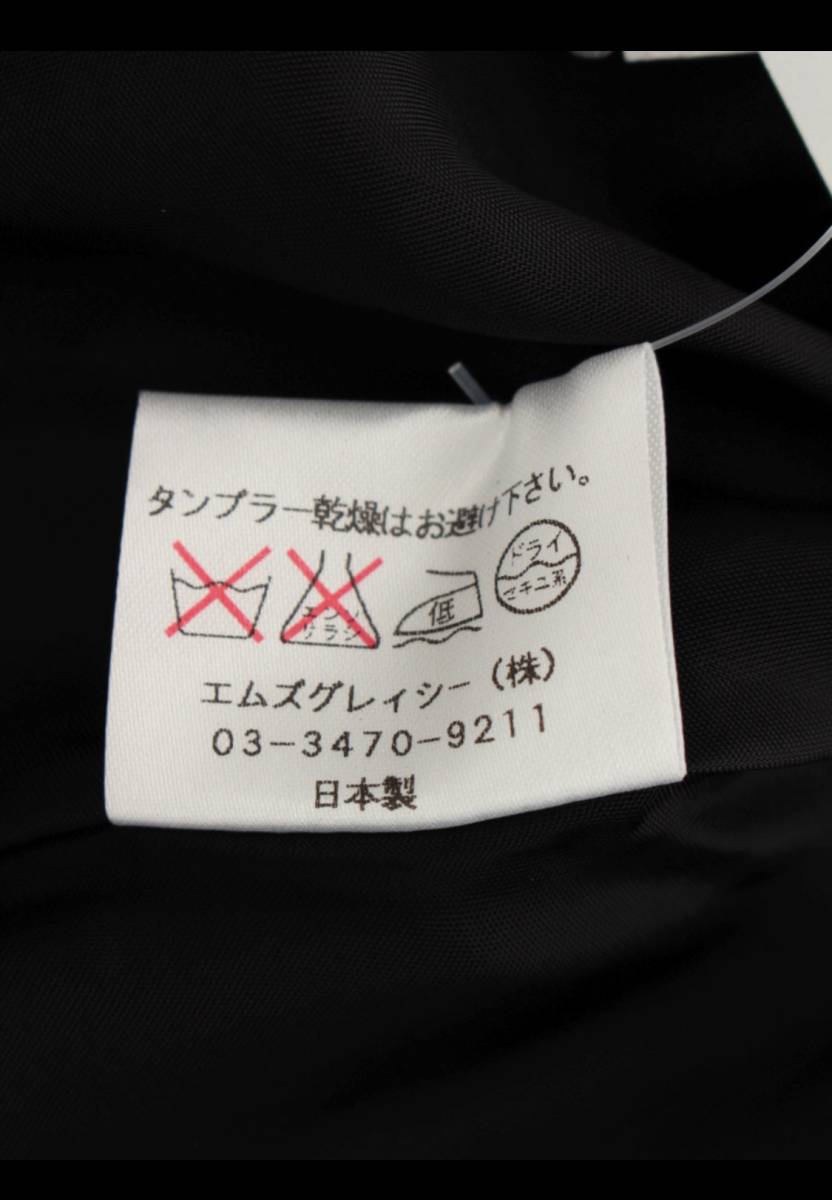 タンブラー乾燥はお避け下さい。
エンソ
サラシ
低
ドライ
セキユ系
エムズグレイシー(株)
03-3470-9211
日本製